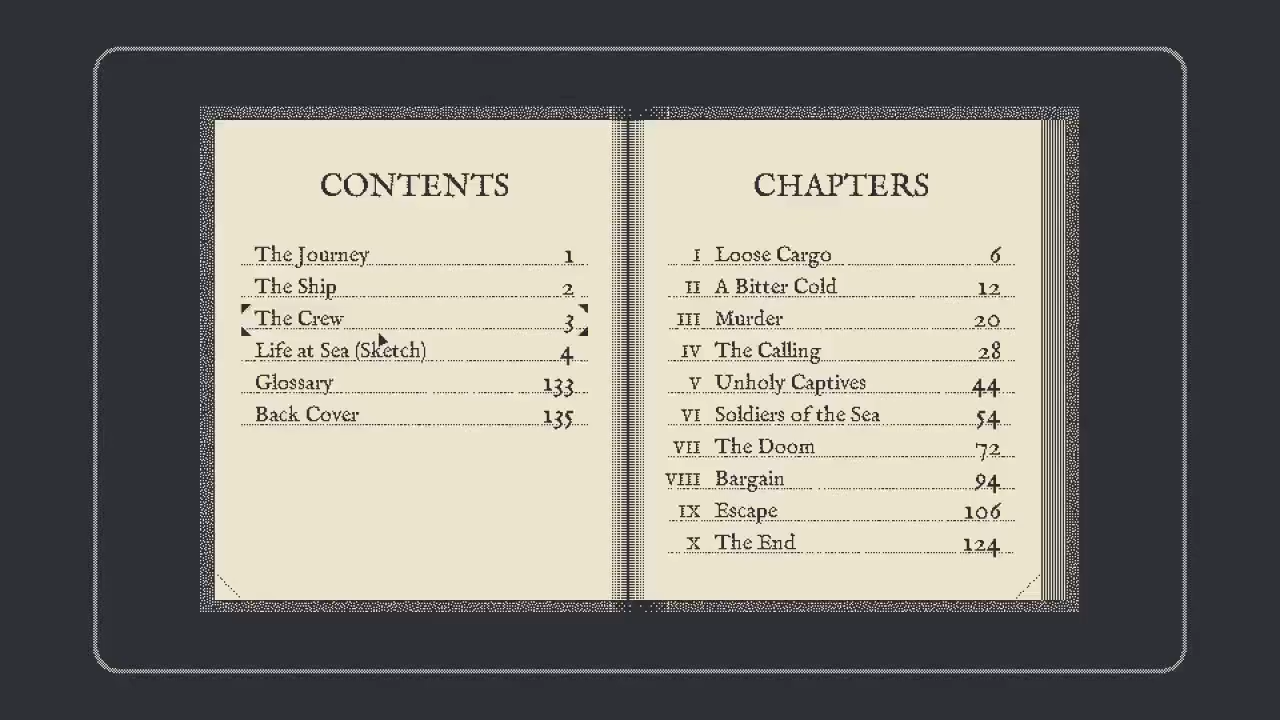 CONTENTS
The Journey 1
The Ship 2
The Crew 3
Life at Sea (Sketch) 4
Glossary 133
Back Cover 135
CHAPTERS
I Loose Cargo 6
II A Bitter Cold 12
III Murder 20
IV The Calling 28
V Unholy Captives 44
VI Soldiers of the Sea 54
VII The Doom 72
VIII Bargain 94
IX Escape 106
X The End 124